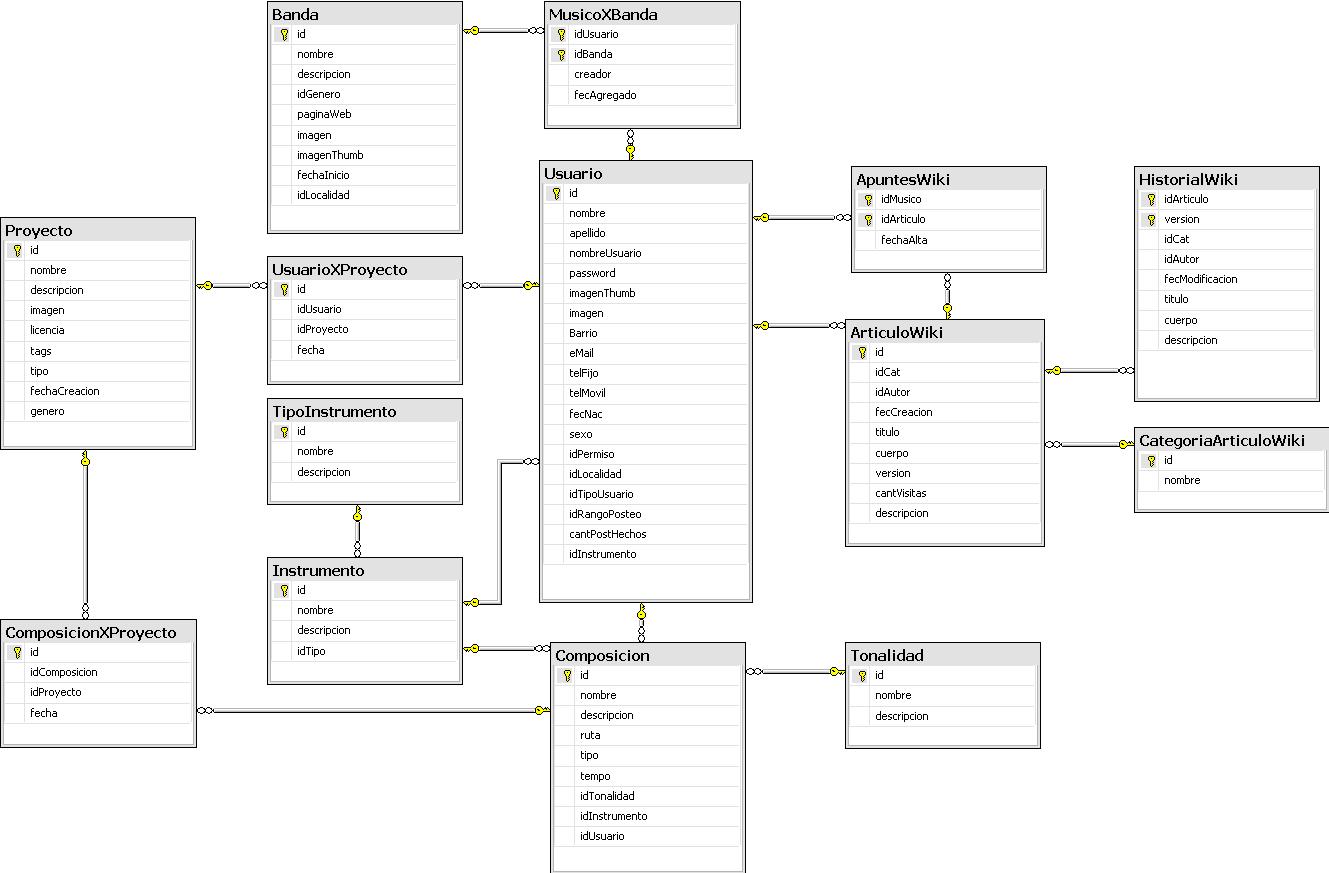 Banda
id
nombre
descripcion
idGenero
paginaWeb
imagen
imagenThumb
fechaInicio
idLocalidad
MusicoXBanda
idUsuario
idBanda
creador
fecAgregado
Usuario
id
nombre
apellido
nombreUsuario
password
imagenThumb
imagen
Barrio
eMail
telFijo
telMovil
fecNac
sexo
idPermiso
idLocalidad
idTipoUsuario
idRangoPosteo
cantPostHechos
idInstrumento
ApuntesWiki
idMusico
idArticulo
fechaAlta
HistorialWiki
idArticulo
version
idCat
idAutor
fecModificacion
titulo
cuerpo
descripcion
Proyecto
id
nombre
descripcion
imagen
licencia
tags
tipo
fechaCreacion
genero
UsuarioXProyecto
id
idUsuario
idProyecto
fecha
ArticuloWiki
id
idCat
idAutor
fecCreacion
titulo
cuerpo
version
cantVisitas
descripcion
TipoInstrumento
id
nombre
descripcion
CategoriaArticuloWiki
id
nombre
Instrumento
id
nombre
descripcion
idTipo
ComposicionXProyecto
id
idComposicion
idProyecto
fecha
Composicion
id
nombre
descripcion
ruta
tipo
tempo
idTonalidad
idInstrumento
idUsuario
Tonalidad
id
nombre
descripcion